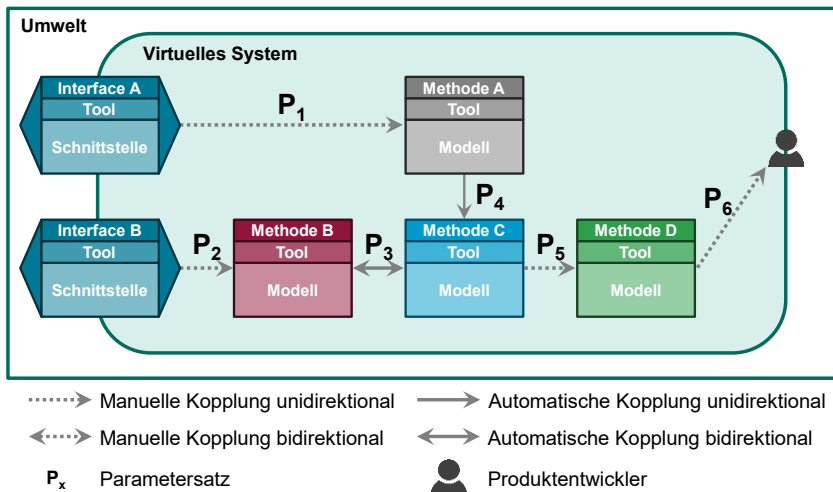 Umwelt
Virtuelles System
Interface A
Tool
Schnittstelle
P1
Methode A
Tool
Modell
P4
P6
Interface B
Tool
Schnittstelle
P2
Methode B
Tool
Modell
P3
Methode C
Tool
Modell
P5
Methode D
Tool
Modell
Manuelle Kopplung unidirektional
Automatische Kopplung unidirektional
Manuelle Kopplung bidirektional
Automatische Kopplung bidirektional
Px Parametersatz
Produktentwickler